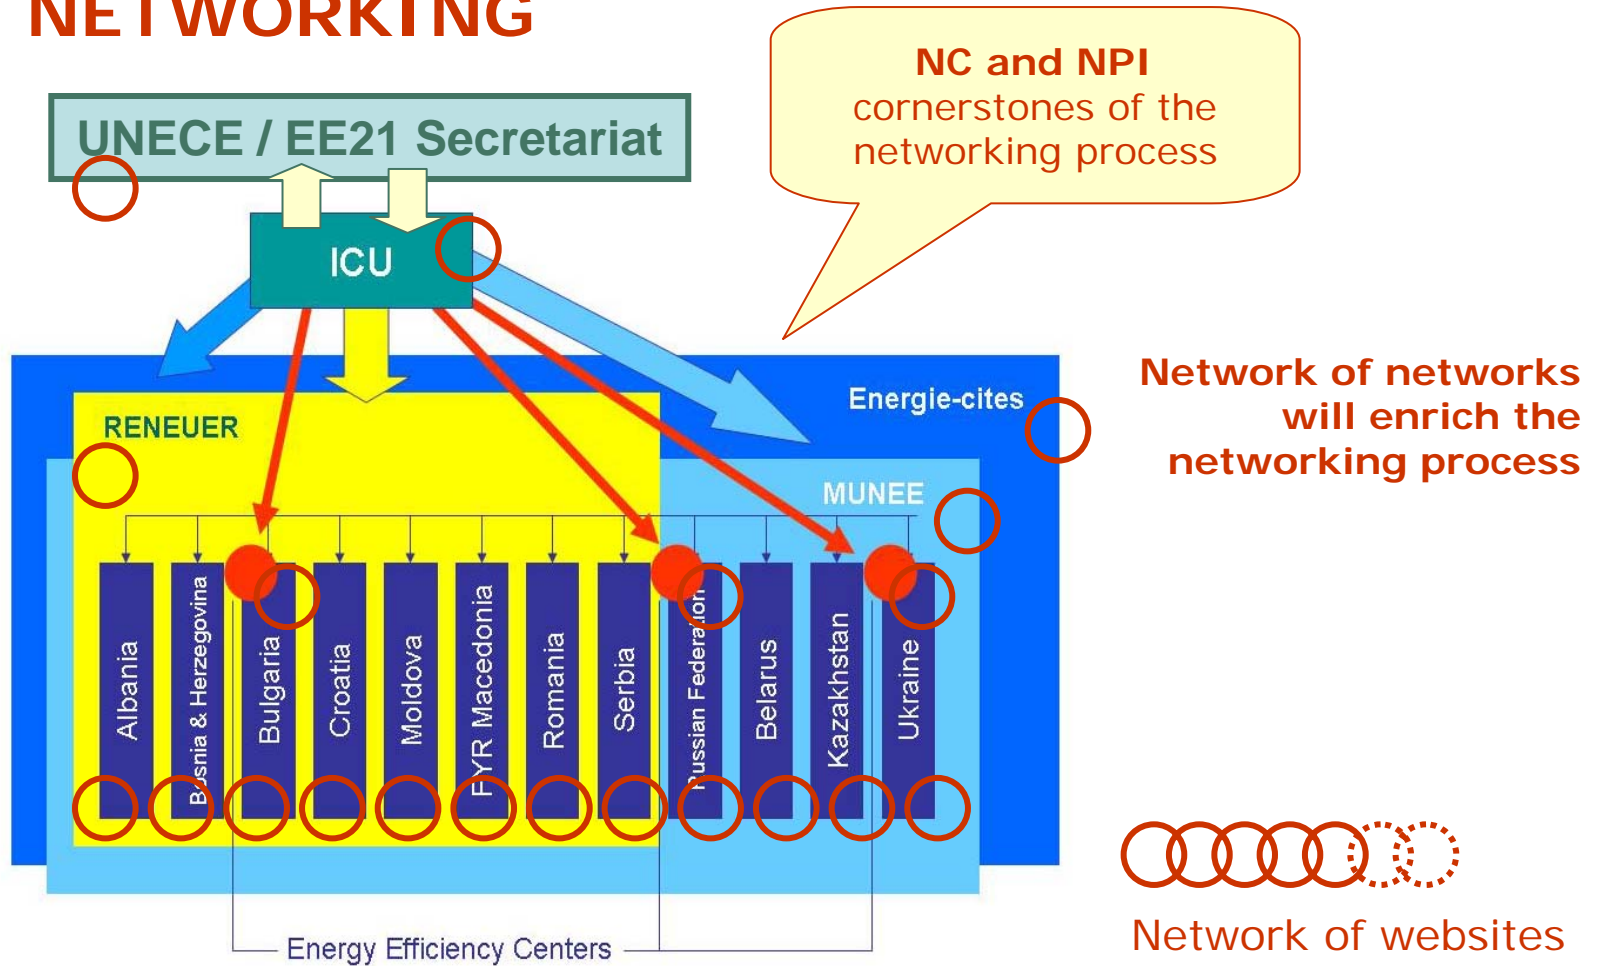 NETWORKING
NC and NPI
cornerstones of the
networking process
UNECE / EE21 Secretariat
ICU
Energie-cites
RENEUER
MUNEE
Network of networks
will enrich the
networking process
Albania
Bosnia & Herzegovina
Bulgaria
Croatia
Moldova
FYR Macedonia
Romania
Serbia
Russian Federation
Belarus
Kazakhstan
Ukraine
Energy Efficiency Centers
Network of websites